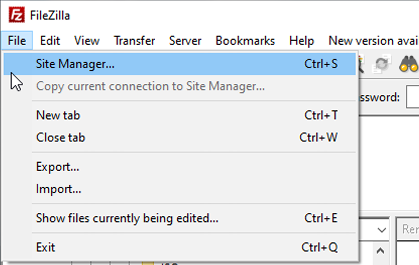 FileZilla
File Edit View Transfer Server Bookmarks Help New version avai
Site Manager... Ctrl+S
Copy current connection to Site Manager...
ssword:
New tab Ctrl+T
Close tab Ctrl+W
Export...
Import...
Show files currently being edited... Ctrl+E
Rem
Exit Ctrl+Q